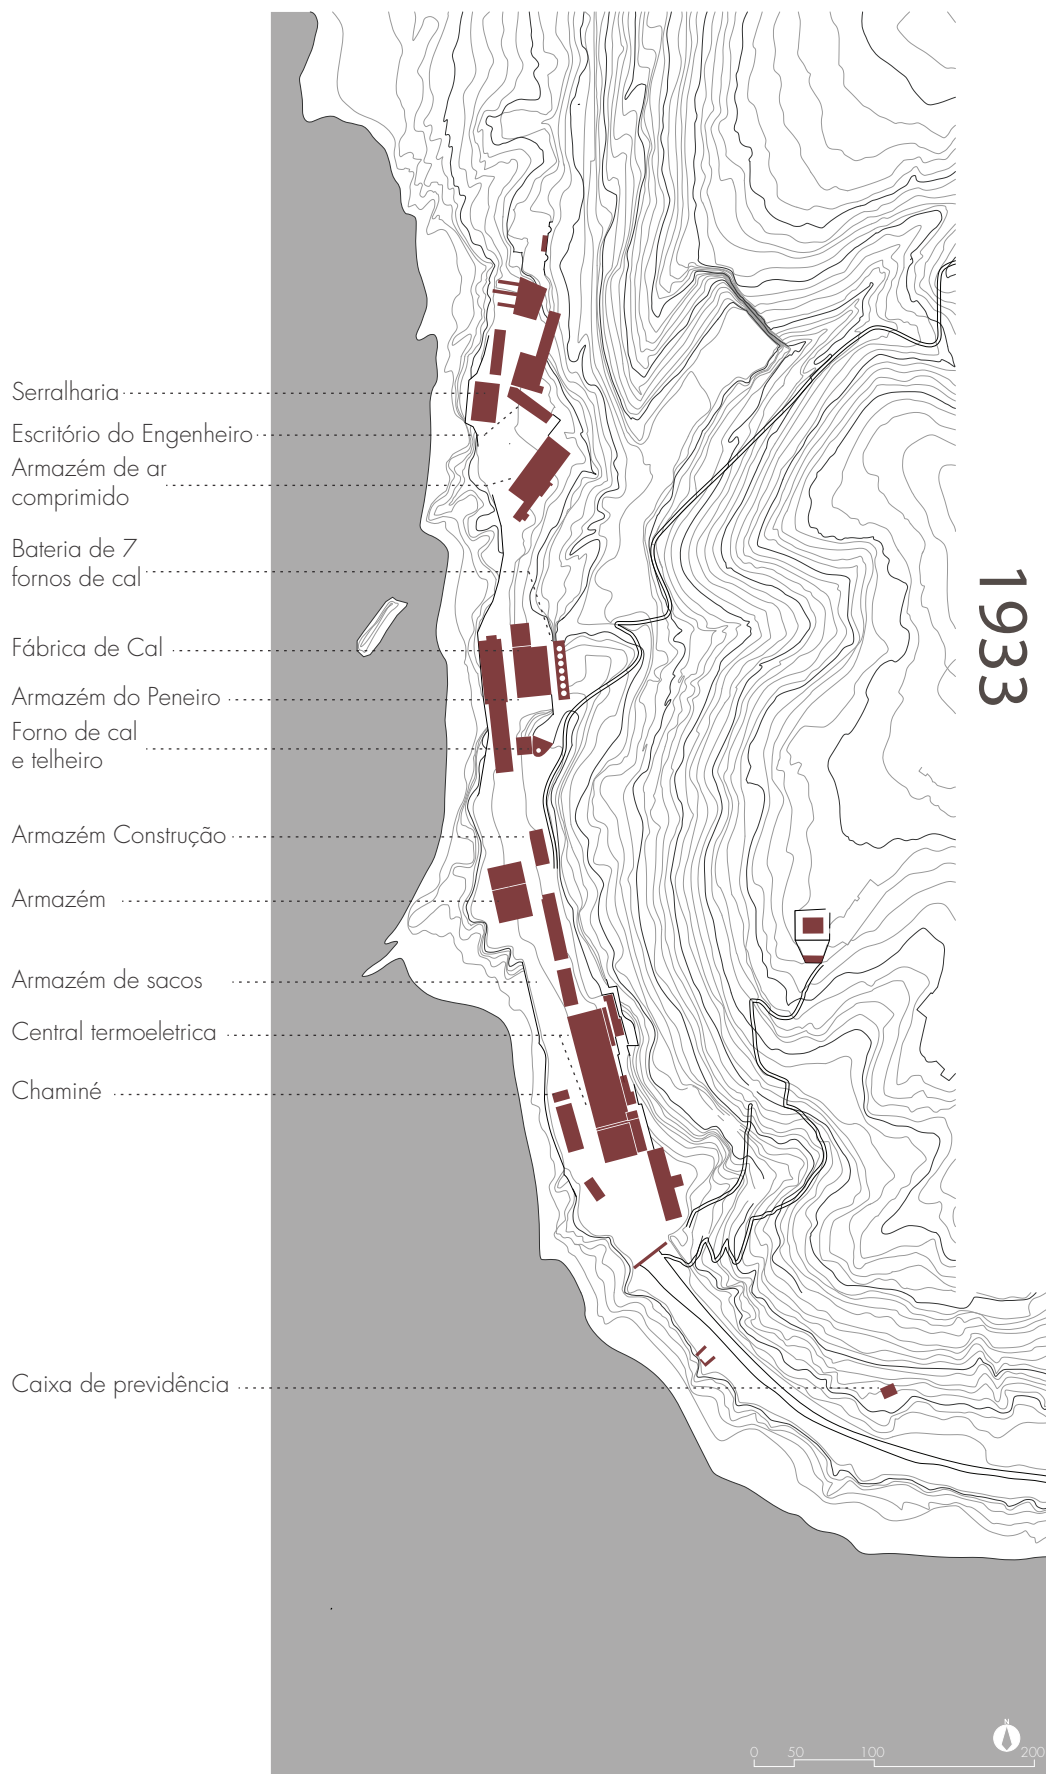 Serralharia
Escritório do Engenheiro
Armazém de ar
comprimido
Bateria de 7
fornos de cal
Fábrica de Cal
Armazém do Peneiro
Forno de cal
e telheiro
Armazém Construção
Armazém
Armazém de sacos
Central termoeletrica
Chaminé
Caixa de previdência
1933
N
0 50 100 200